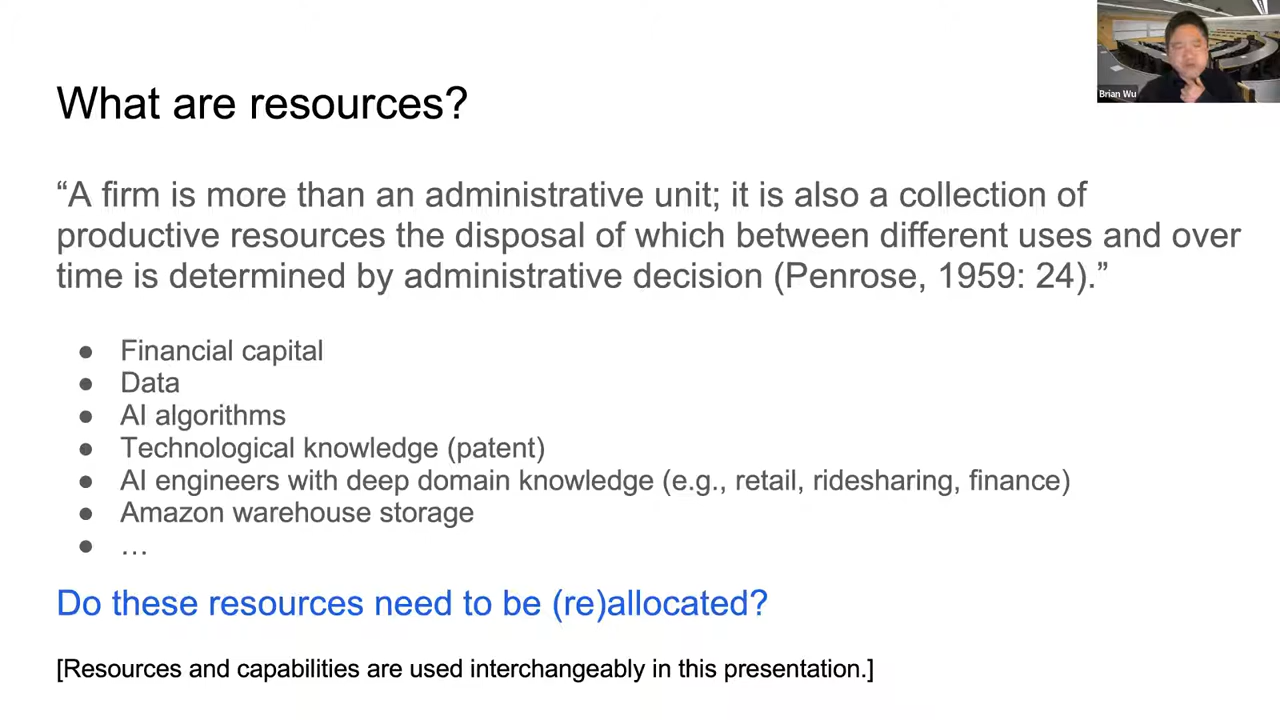 Brian Wu
What are resources?
“A firm is more than an administrative unit; it is also a collection of
productive resources the disposal of which between different uses and over
time is determined by administrative decision (Penrose, 1959: 24).”
● Financial capital
● Data
● AI algorithms
● Technological knowledge (patent)
● AI engineers with deep domain knowledge (e.g., retail, ridesharing, finance)
● Amazon warehouse storage
● …
Do these resources need to be (re)allocated?
[Resources and capabilities are used interchangeably in this presentation.]